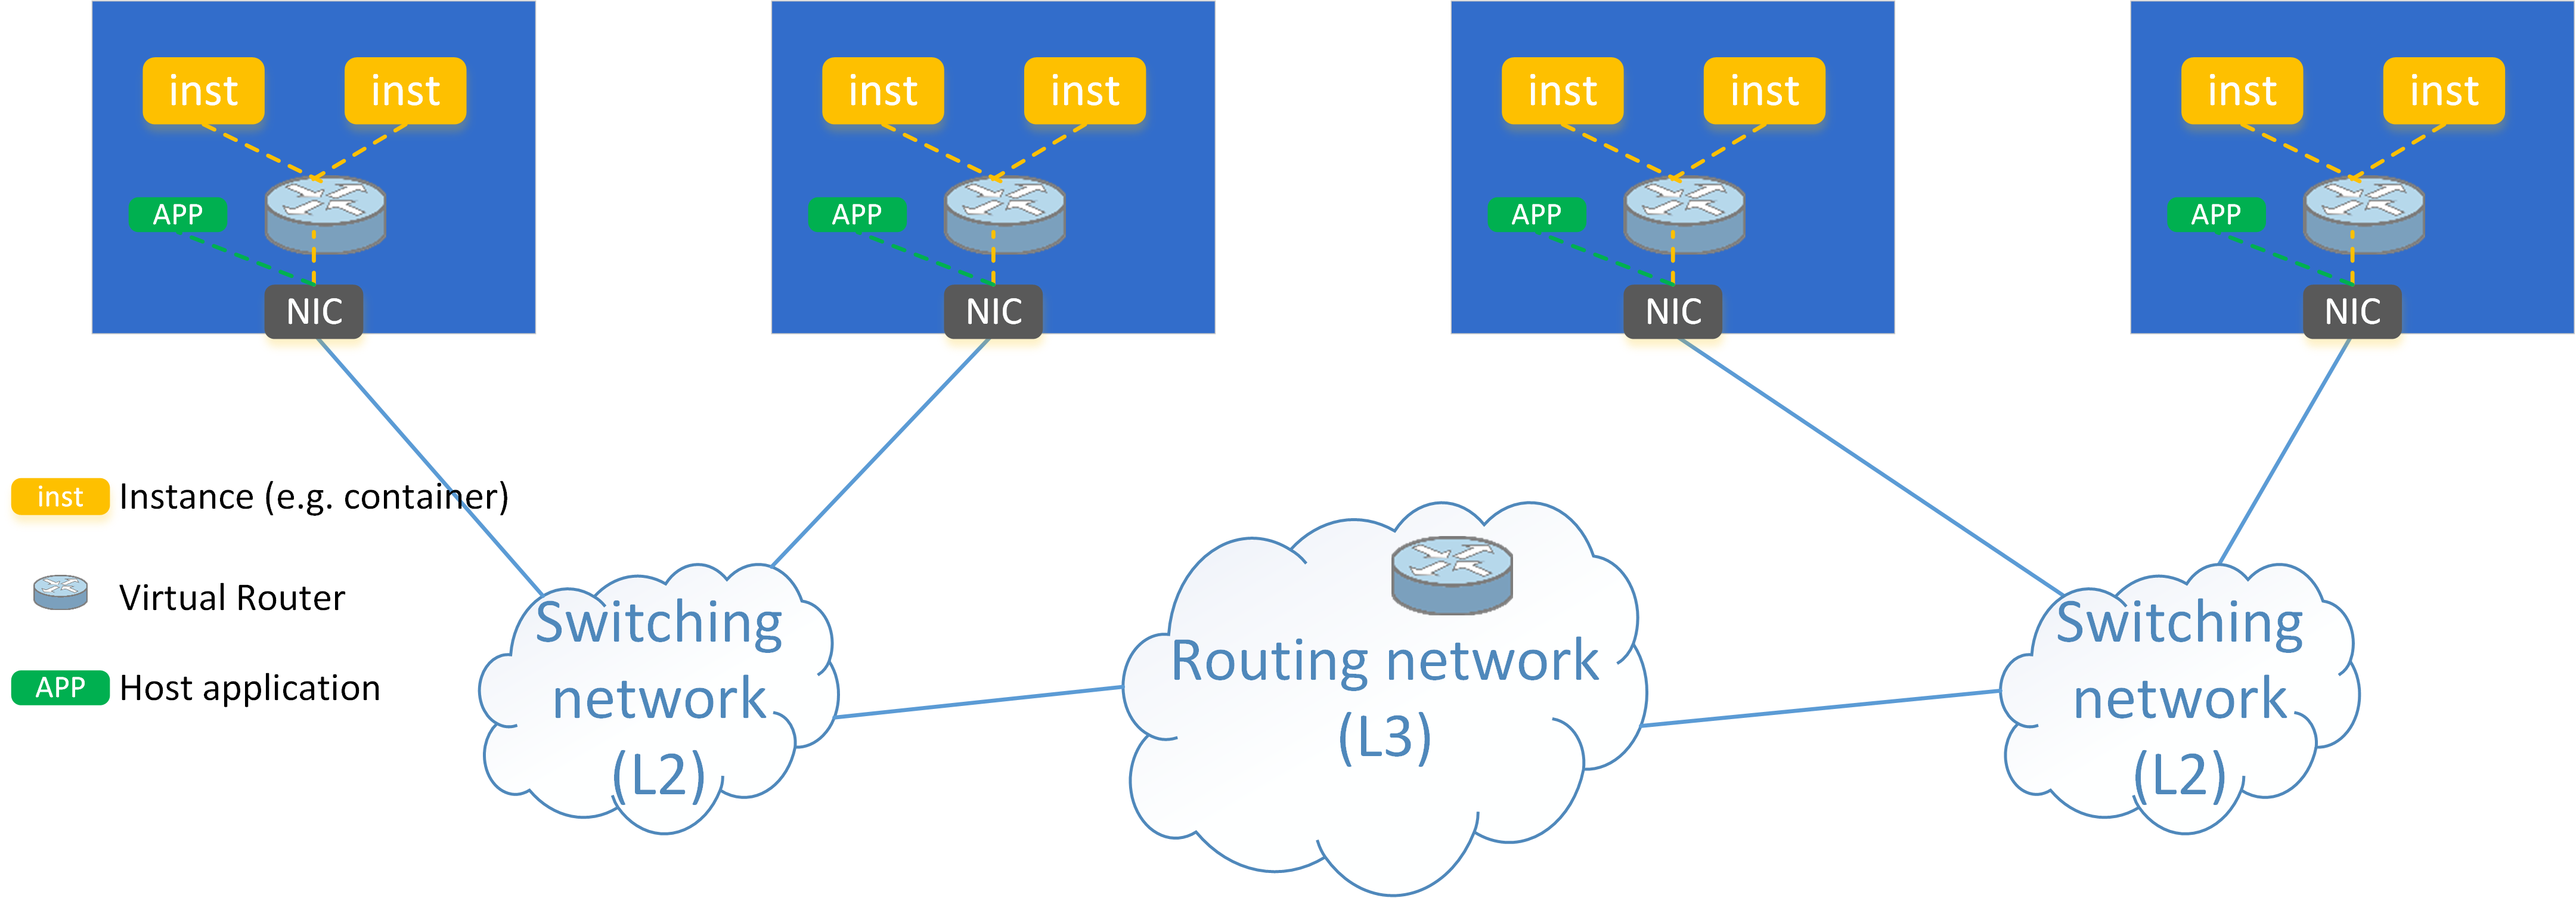 inst inst inst inst inst inst inst inst
APP APP APP APP
NIC NIC NIC NIC
inst Instance (e.g. container)
Virtual Router
APP Host application
Switching
network
(L2)
Routing network
(L3)
Switching
network
(L2)